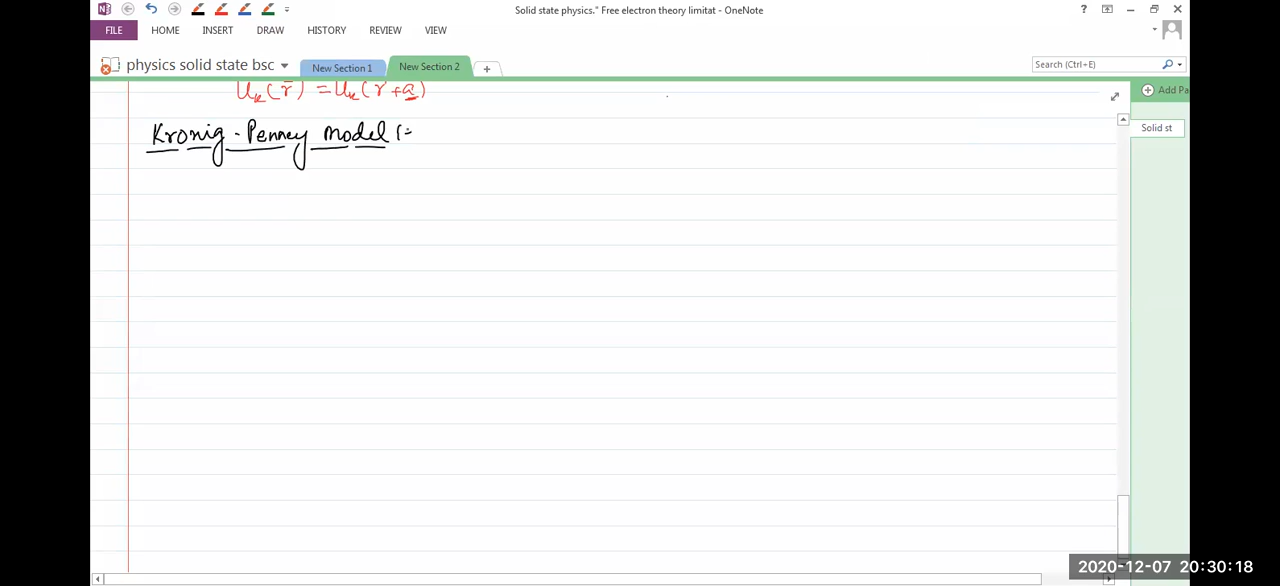 Solid state physics." Free electron theory limitat - OneNote
FILE HOME INSERT DRAW HISTORY REVIEW VIEW
physics solid state bsc New Section 1 New Section 2 +
Search (Ctrl+E)
Add Pa
Solid st
Uk(r̄) = Uk(r+a)
Kronig-Penney Model :-
2020-12-07 20:30:18